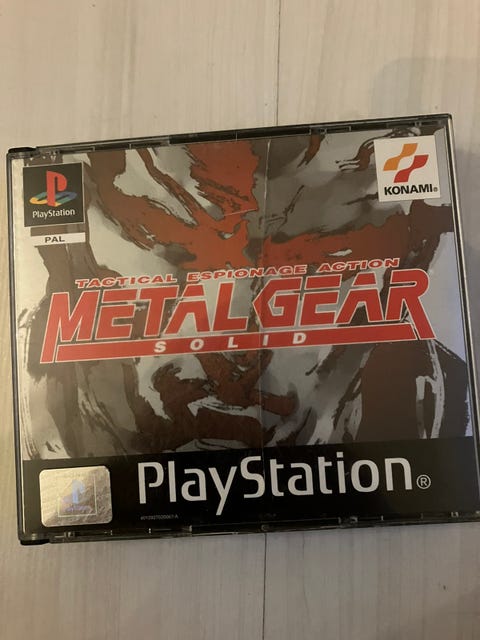 PlayStation
PAL
KONAMI®
TACTICAL ESPIONAGE ACTION
METAL GEAR
SOLID
PlayStation®